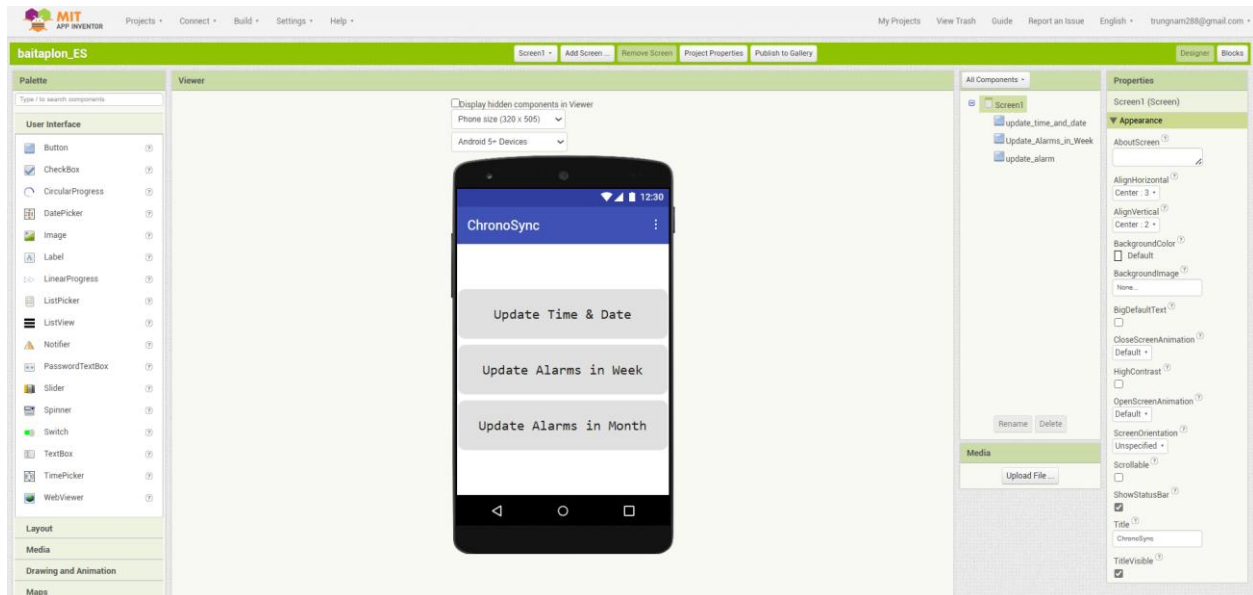 MIT
APP INVENTOR
Projects Connect Build Settings Help
My Projects View Trash Guide Report an Issue English trungnam288@gmail.com
baitaplon_ES
Screen1 Add Screen ... Remove Screen Project Properties Publish to Gallery
Designer Blocks
Palette
Type / to search components
User Interface
Button
CheckBox
CircularProgress
DatePicker
Image
Label
LinearProgress
ListPicker
ListView
Notifier
PasswordTextBox
Slider
Spinner
Switch
TextBox
TimePicker
WebViewer
Layout
Media
Drawing and Animation
Maps
Viewer
Display hidden components in Viewer
Phone size (320 x 505)
Android 5+ Devices
12:30
ChronoSync
Update Time & Date
Update Alarms in Week
Update Alarms in Month
All Components
Screen1
update_time_and_date
Update_Alarms_in_Week
update_alarm
Rename Delete
Media
Upload File ...
Properties
Screen1 (Screen)
Appearance
AboutScreen
AlignHorizontal
Center : 3
AlignVertical
Center : 2
BackgroundColor
Default
BackgroundImage
None...
BigDefaultText
CloseScreenAnimation
Default
HighContrast
OpenScreenAnimation
Default
ScreenOrientation
Unspecified
Scrollable
ShowStatusBar
Title
ChronoSync
TitleVisible